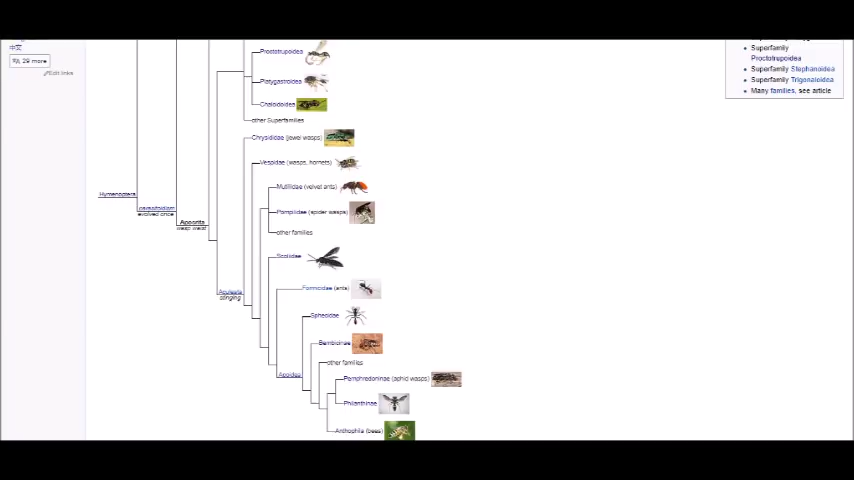 中文
29 more
Edit links
Proctotrupoidea
Platygastroidea
Chalcidoidea
other Superfamilies
Chrysididae (jewel wasps)
Vespidae (wasps, hornets)
Mutillidae (velvet ants)
Pompilidae (spider wasps)
other families
Scoliidae
Formicidae (ants)
Sphecidae
Bembicinae
other families
Pemphredoninae (aphid wasps)
Philanthinae
Anthophila (bees)
Hymenoptera
parasitoidism
evolved once
Apocrita
wasp waist
Aculeata
stinging
Apoidea
Superfamily
Proctotrupoidea
Superfamily Stephanoidea
Superfamily Trigonaloidea
Many families, see article